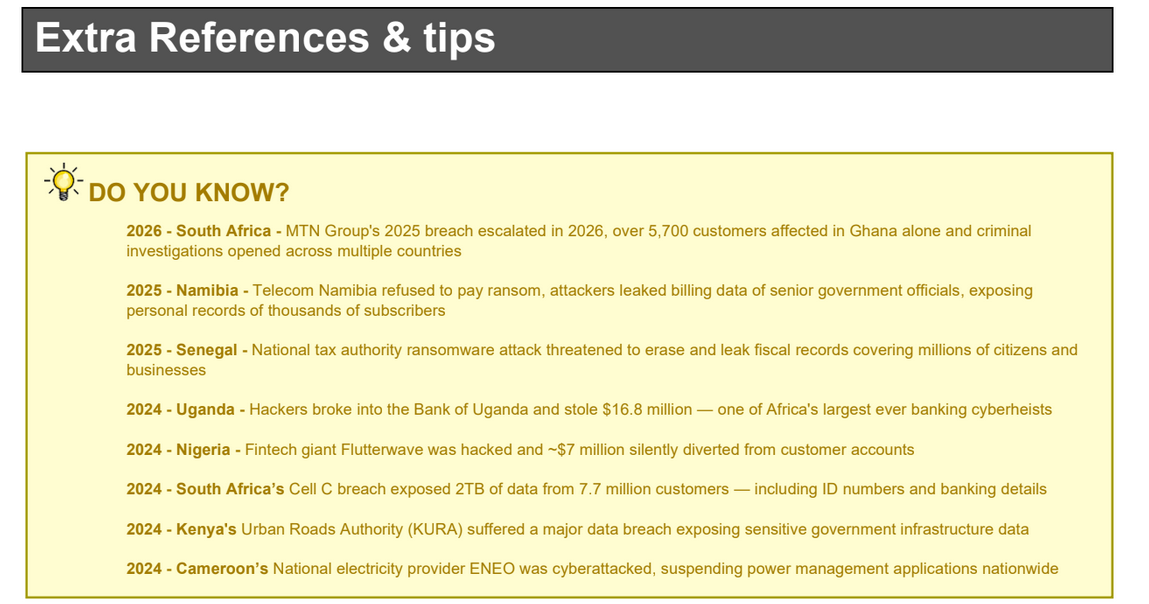 Extra References & tips
DO YOU KNOW?
2026 - South Africa - MTN Group's 2025 breach escalated in 2026, over 5,700 customers affected in Ghana alone and criminal
investigations opened across multiple countries
2025 - Namibia - Telecom Namibia refused to pay ransom, attackers leaked billing data of senior government officials, exposing
personal records of thousands of subscribers
2025 - Senegal - National tax authority ransomware attack threatened to erase and leak fiscal records covering millions of citizens and
businesses
2024 - Uganda - Hackers broke into the Bank of Uganda and stole $16.8 million — one of Africa's largest ever banking cyberheists
2024 - Nigeria - Fintech giant Flutterwave was hacked and ~$7 million silently diverted from customer accounts
2024 - South Africa’s Cell C breach exposed 2TB of data from 7.7 million customers — including ID numbers and banking details
2024 - Kenya's Urban Roads Authority (KURA) suffered a major data breach exposing sensitive government infrastructure data
2024 - Cameroon’s National electricity provider ENEO was cyberattacked, suspending power management applications nationwide